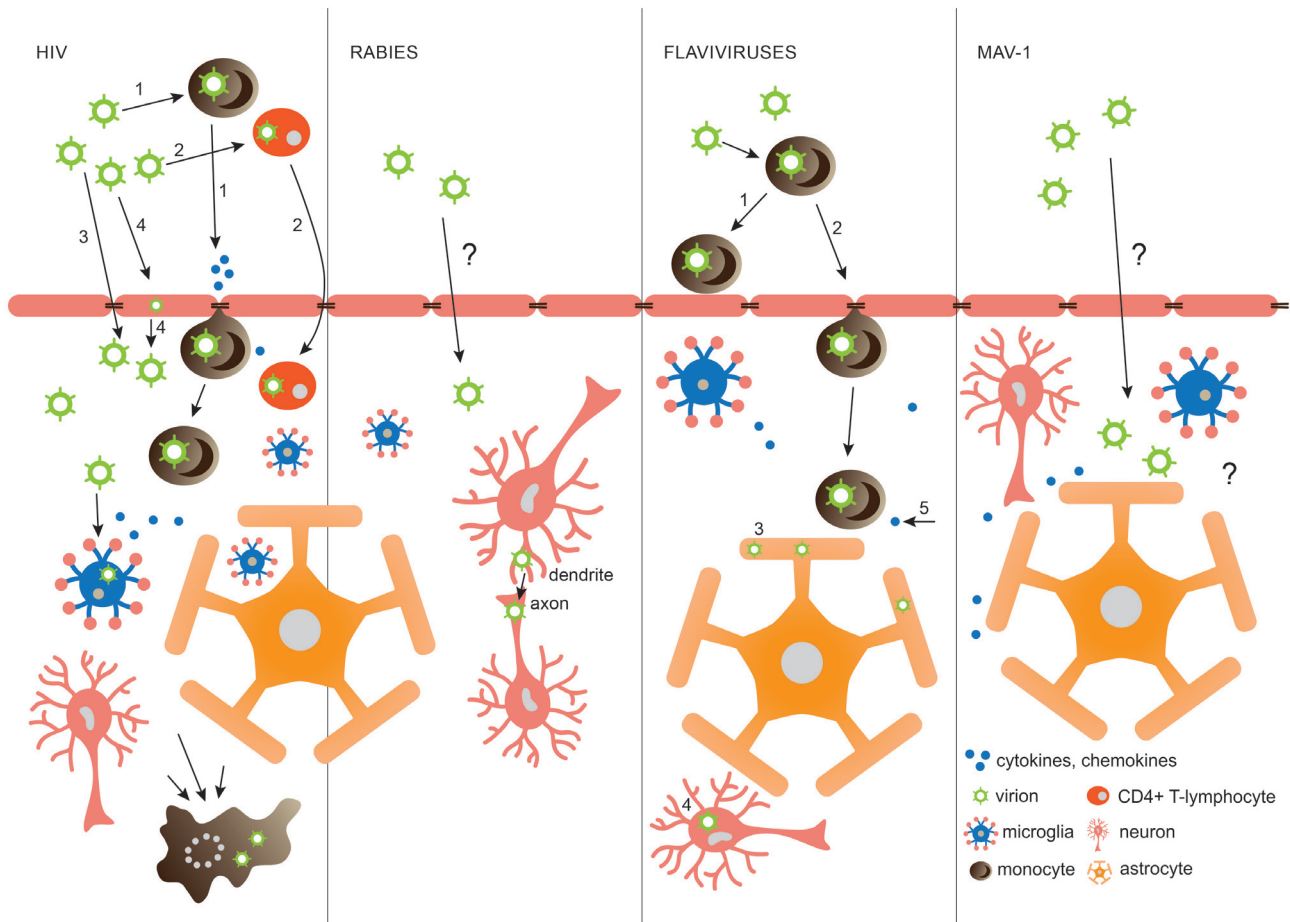 HIV
1
2
1
2
3
4
4
RABIES
?
dendrite
axon
FLAVIVIRUSES
1
2
3
5
4
MAV-1
?
?
cytokines, chemokines
virion
CD4+ T-lymphocyte
microglia
neuron
monocyte
astrocyte